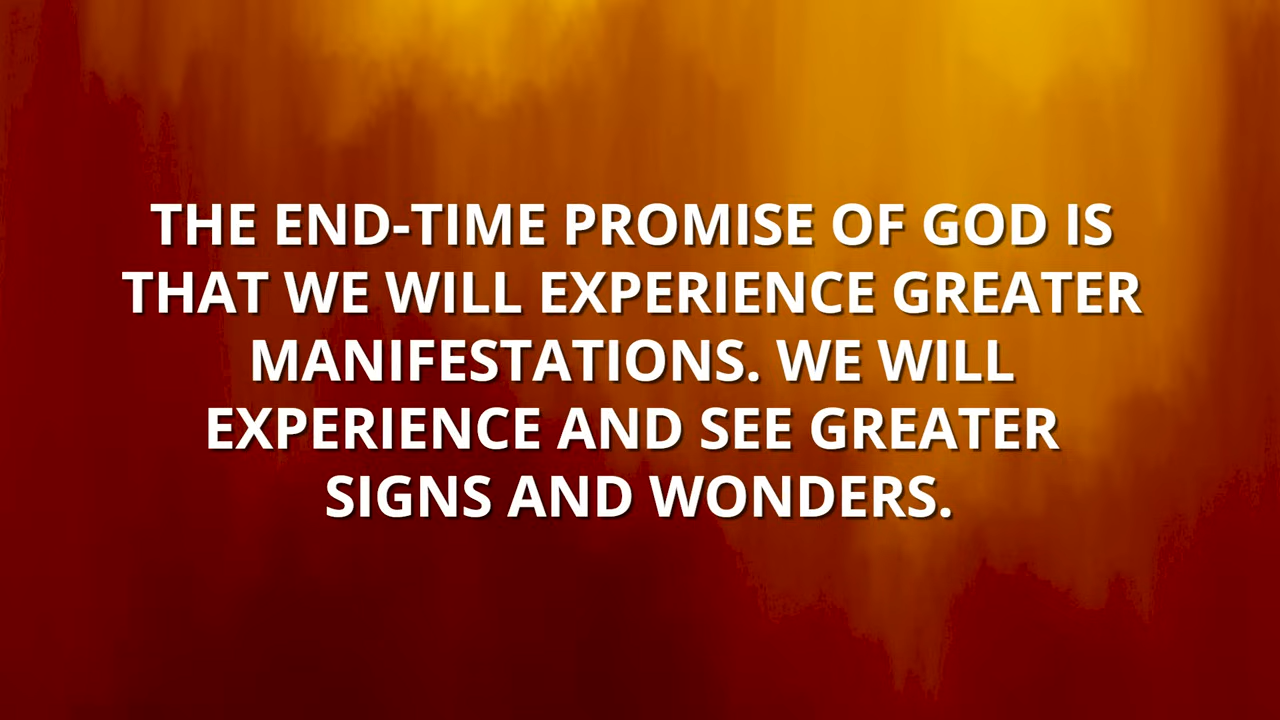 THE END-TIME PROMISE OF GOD IS
THAT WE WILL EXPERIENCE GREATER
MANIFESTATIONS. WE WILL
EXPERIENCE AND SEE GREATER
SIGNS AND WONDERS.